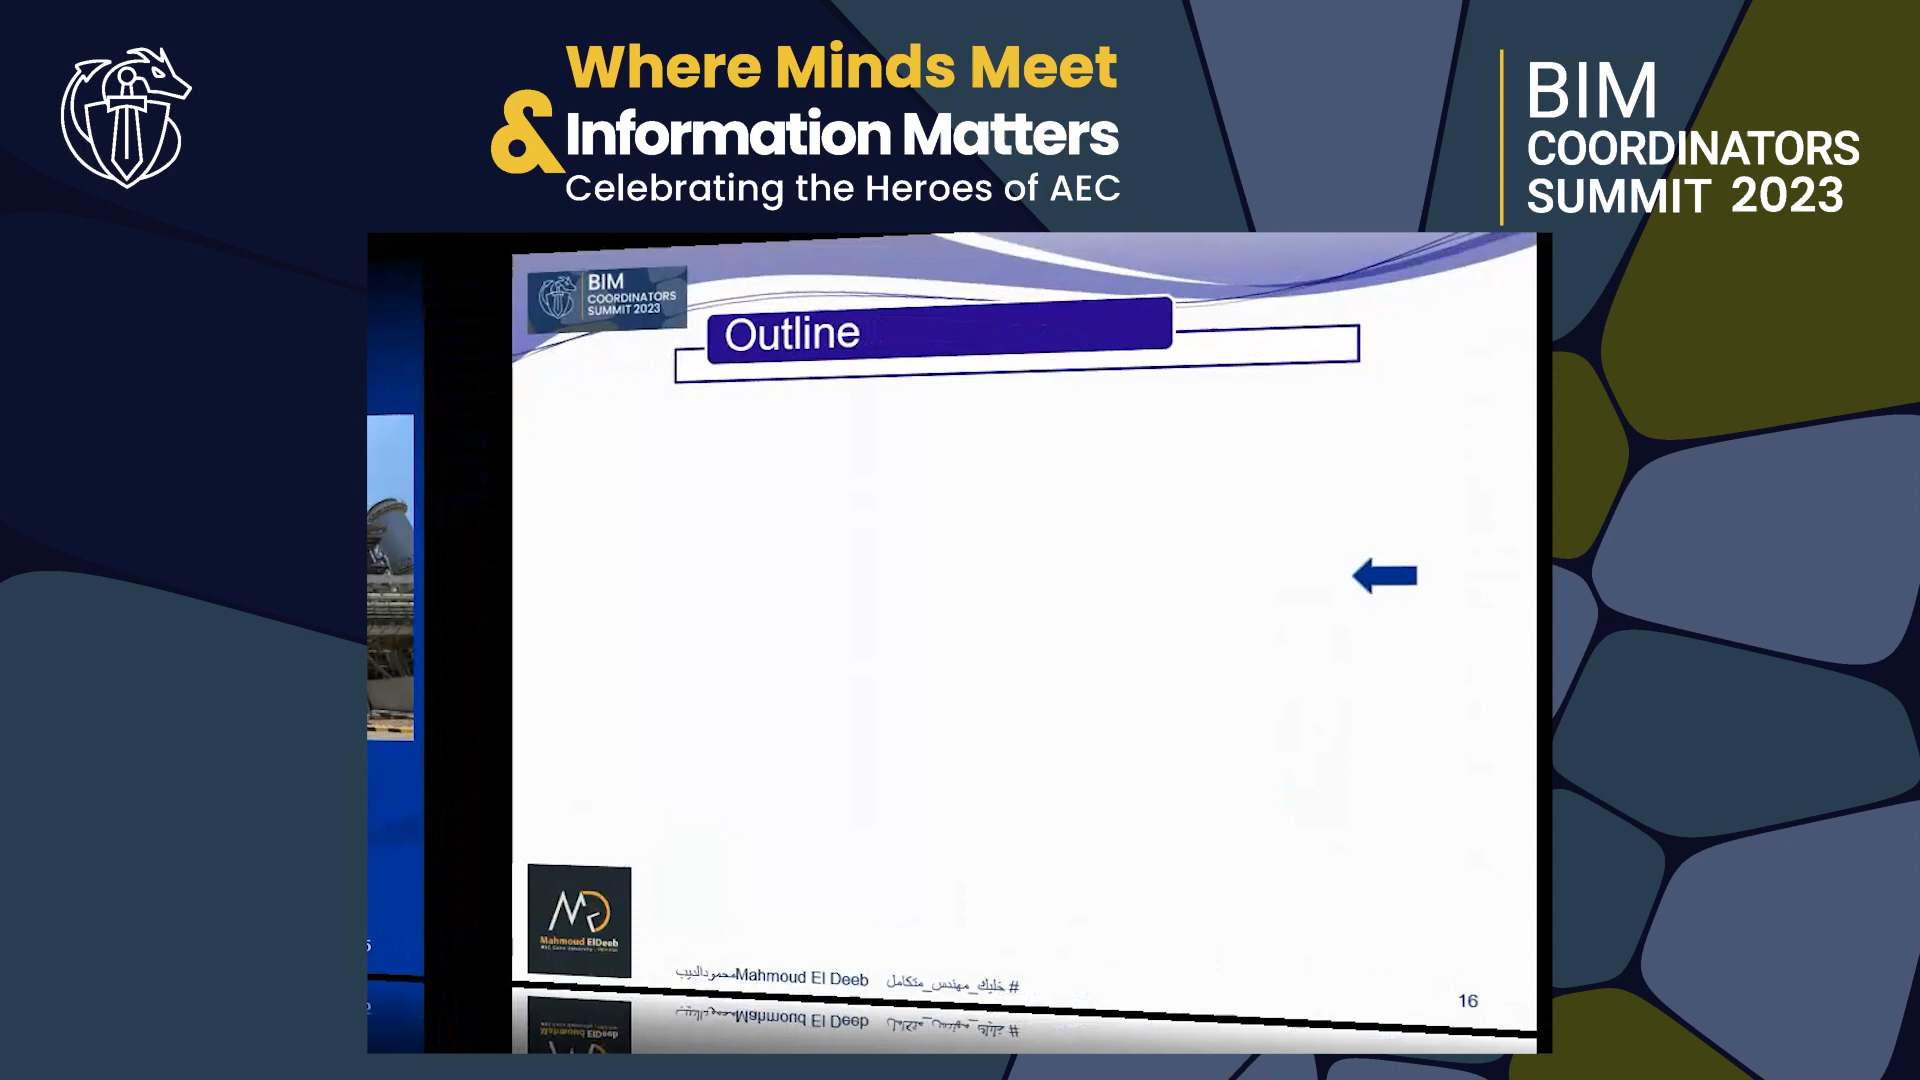 Where Minds Meet
& Information Matters
Celebrating the Heroes of AEC
BIM
COORDINATORS
SUMMIT 2023
BIM
COORDINATORS
SUMMIT 2023
Outline
Mahmoud ElDeeb
محمودالديب Mahmoud El Deeb # خليك_مهندس_متكامل
16
5